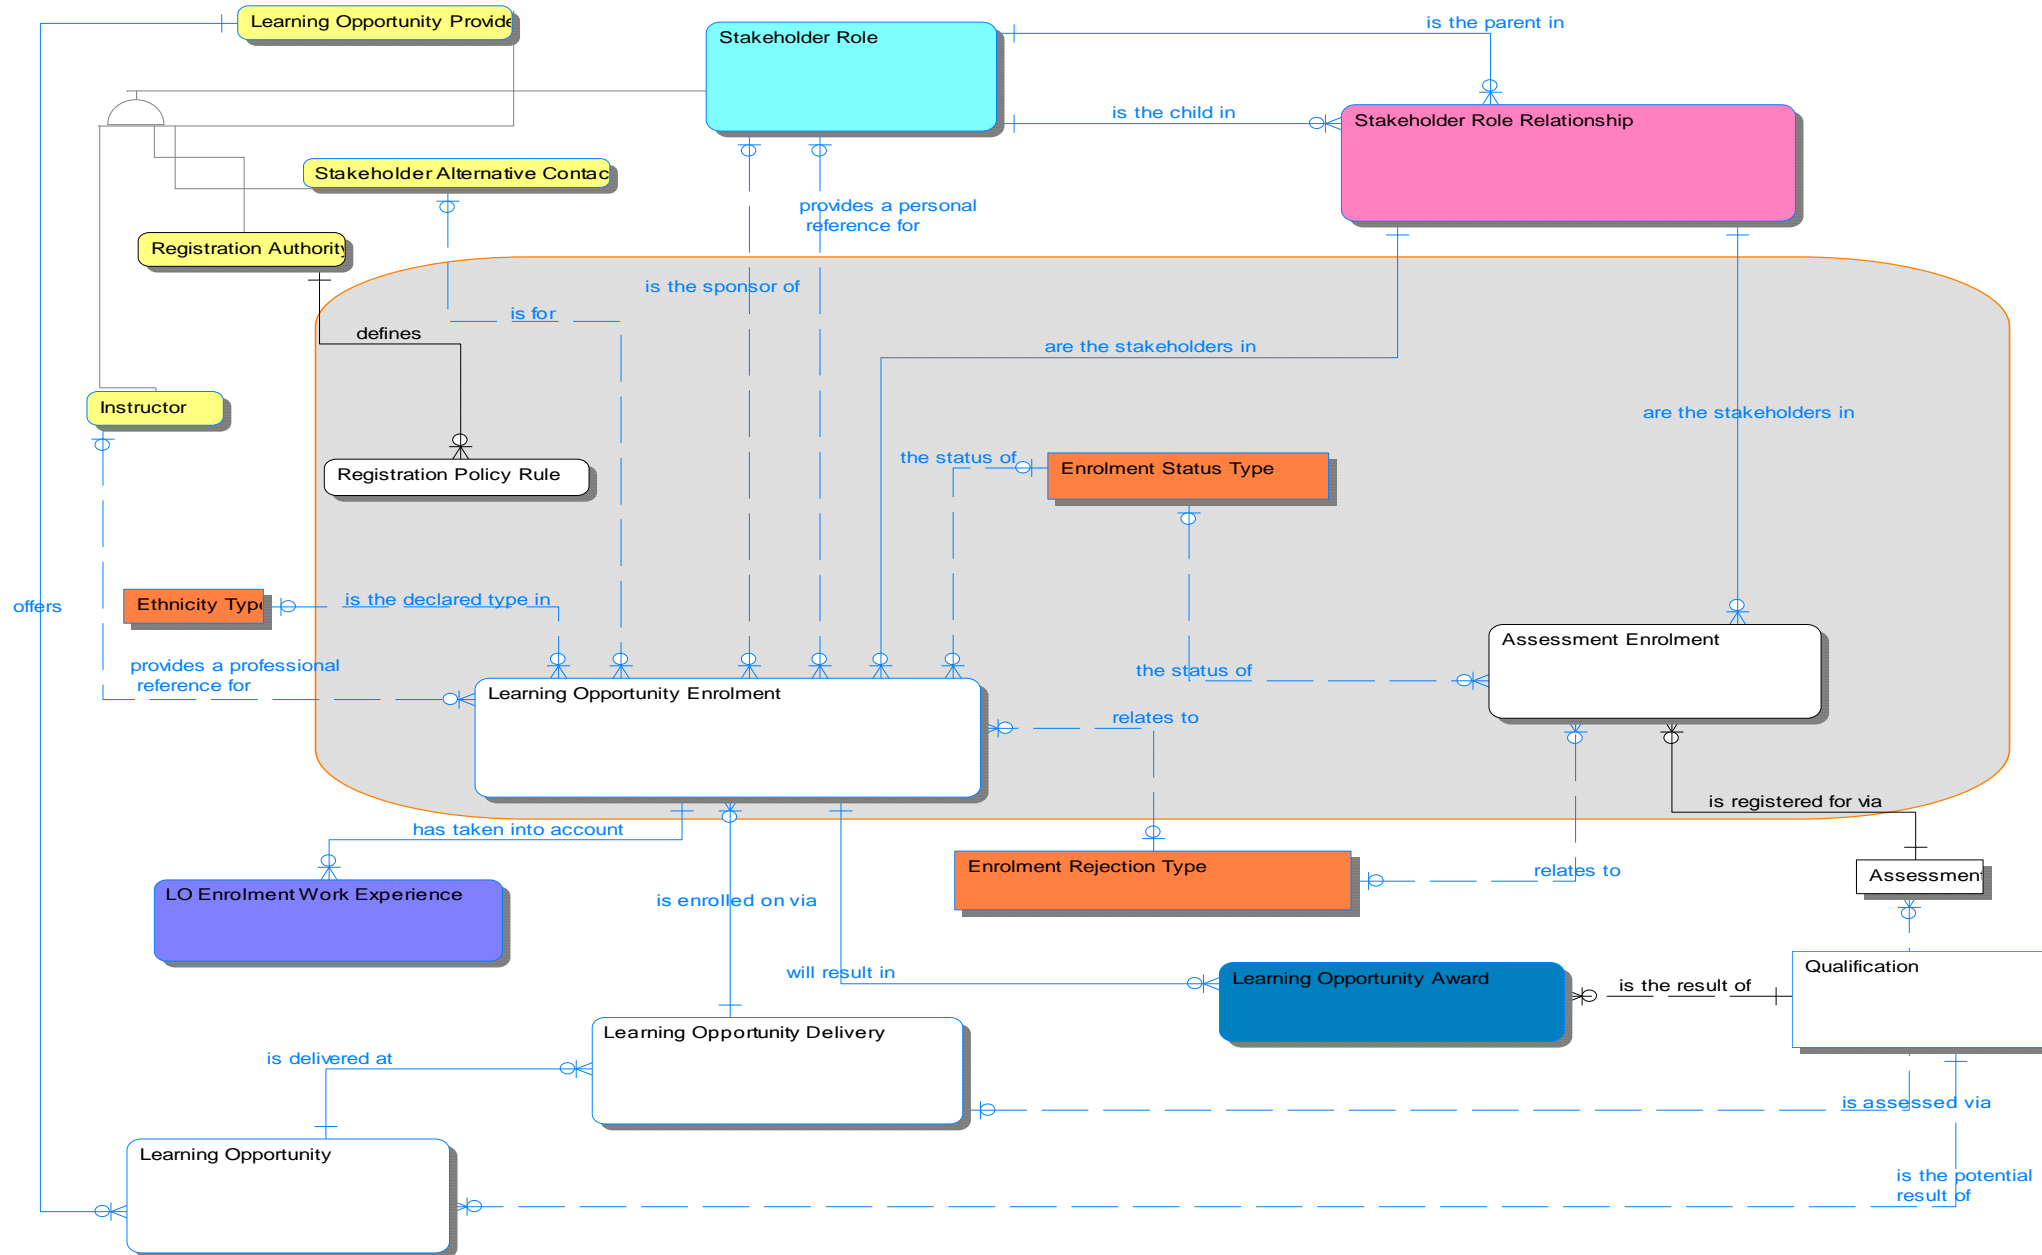 Learning Opportunity Provide
Stakeholder Role
is the parent in
is the child in
Stakeholder Role Relationship
Stakeholder Alternative Contac
provides a personal
reference for
Registration Authority
is the sponsor of
is for
defines
are the stakeholders in
Instructor
are the stakeholders in
the status of
Enrolment Status Type
Registration Policy Rule
offers
Ethnicity Type
is the declared type in
Assessment Enrolment
provides a professional
reference for
the status of
Learning Opportunity Enrolment
relates to
is registered for via
has taken into account
Enrolment Rejection Type
relates to
Assessment
LO Enrolment Work Experience
is enrolled on via
will result in
Learning Opportunity Award
is the result of
Qualification
Learning Opportunity Delivery
is delivered at
is assessed via
Learning Opportunity
is the potential
result of